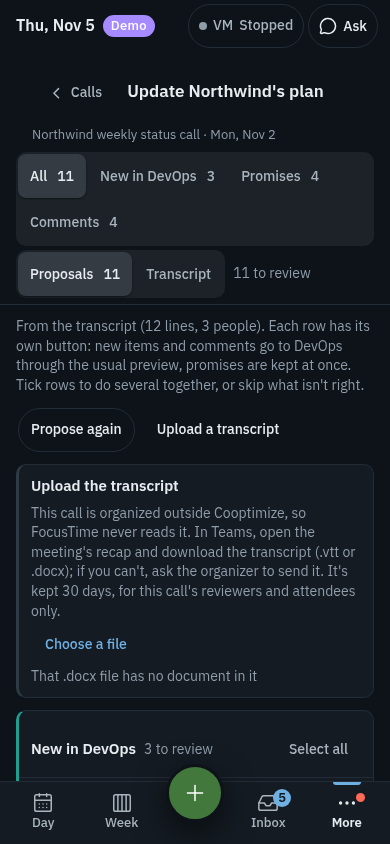 Thu, Nov 5 Demo VM Stopped Ask
Calls Update Northwind's plan
Northwind weekly status call · Mon, Nov 2
All 11 New in DevOps 3 Promises 4
Comments 4
Proposals 11 Transcript 11 to review
From the transcript (12 lines, 3 people). Each row has its
own button: new items and comments go to DevOps
through the usual preview, promises are kept at once.
Tick rows to do several together, or skip what isn't right.
Propose again Upload a transcript
Upload the transcript
This call is organized outside Cooptimize, so
FocusTime never reads it. In Teams, open the
meeting's recap and download the transcript (.vtt or
.docx); if you can't, ask the organizer to send it. It's
kept 30 days, for this call's reviewers and attendees
only.
Choose a file
That .docx file has no document in it
New in DevOps 3 to review Select all
Day Week Inbox 5 More